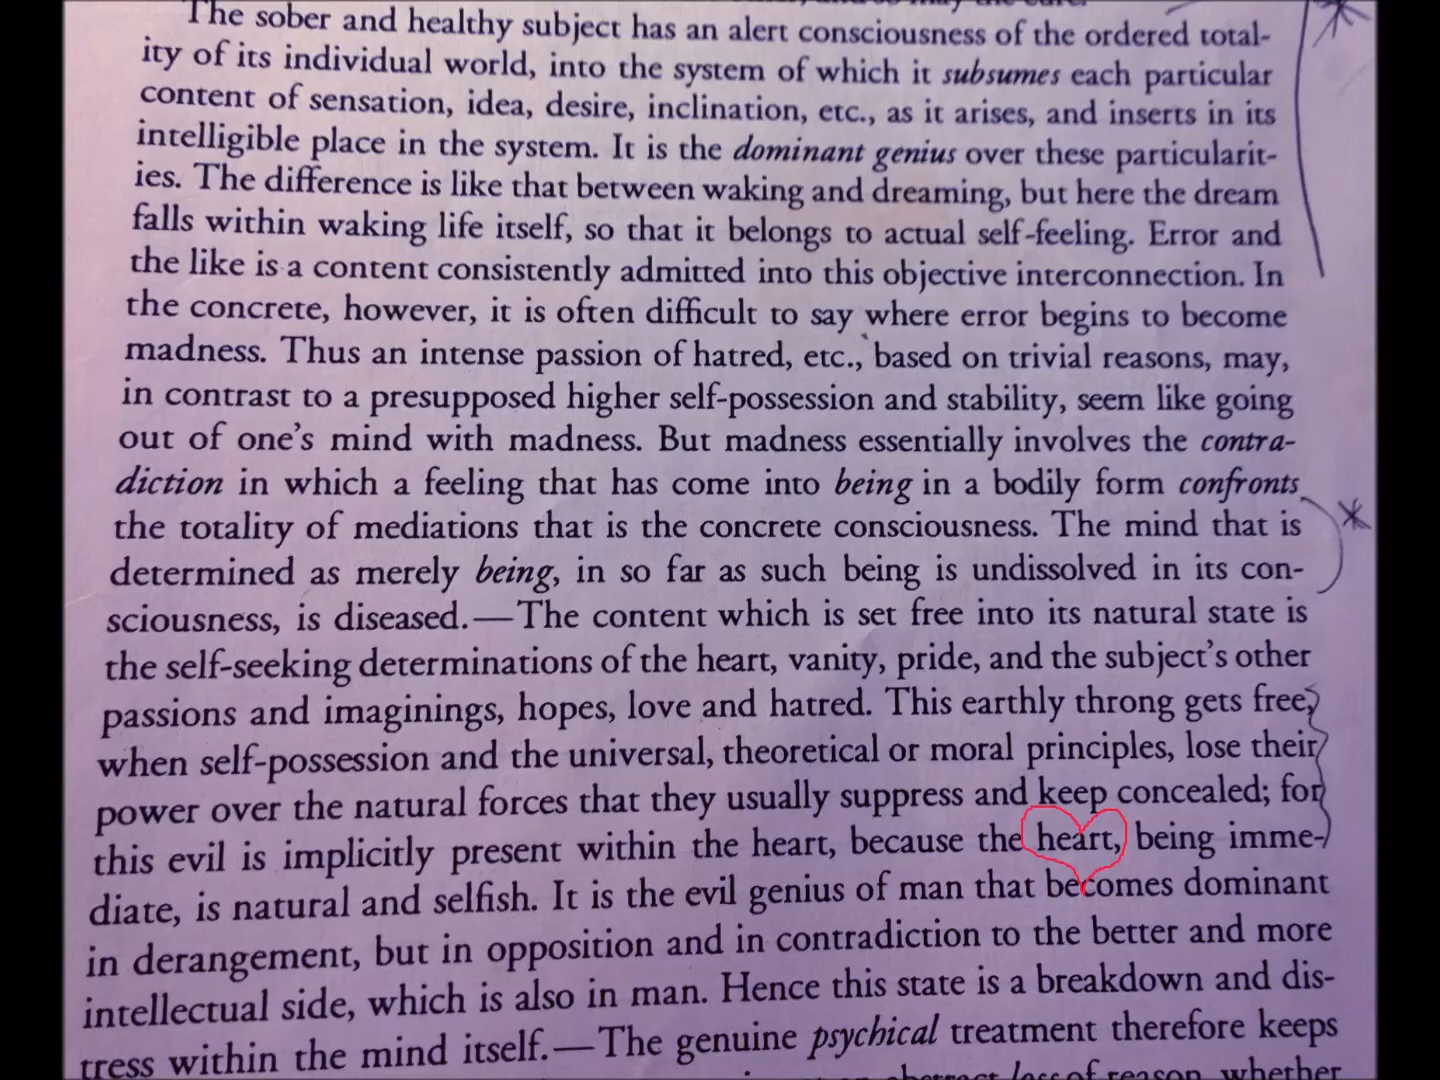 The sober and healthy subject has an alert consciousness of the ordered total-
ity of its individual world, into the system of which it subsumes each particular
content of sensation, idea, desire, inclination, etc., as it arises, and inserts in its
intelligible place in the system. It is the dominant genius over these particularit-
ies. The difference is like that between waking and dreaming, but here the dream
falls within waking life itself, so that it belongs to actual self-feeling. Error and
the like is a content consistently admitted into this objective interconnection. In
the concrete, however, it is often difficult to say where error begins to become
madness. Thus an intense passion of hatred, etc., based on trivial reasons, may,
in contrast to a presupposed higher self-possession and stability, seem like going
out of one's mind with madness. But madness essentially involves the contra-
diction in which a feeling that has come into being in a bodily form confronts
the totality of mediations that is the concrete consciousness. The mind that is
determined as merely being, in so far as such being is undissolved in its con-
sciousness, is diseased.—The content which is set free into its natural state is
the self-seeking determinations of the heart, vanity, pride, and the subject's other
passions and imaginings, hopes, love and hatred. This earthly throng gets free,
when self-possession and the universal, theoretical or moral principles, lose their
power over the natural forces that they usually suppress and keep concealed; for
this evil is implicitly present within the heart, because the heart, being imme-
diate, is natural and selfish. It is the evil genius of man that becomes dominant
in derangement, but in opposition and in contradiction to the better and more
intellectual side, which is also in man. Hence this state is a breakdown and dis-
tress within the mind itself.—The genuine psychical treatment therefore keeps
abstract loss of reason, whether